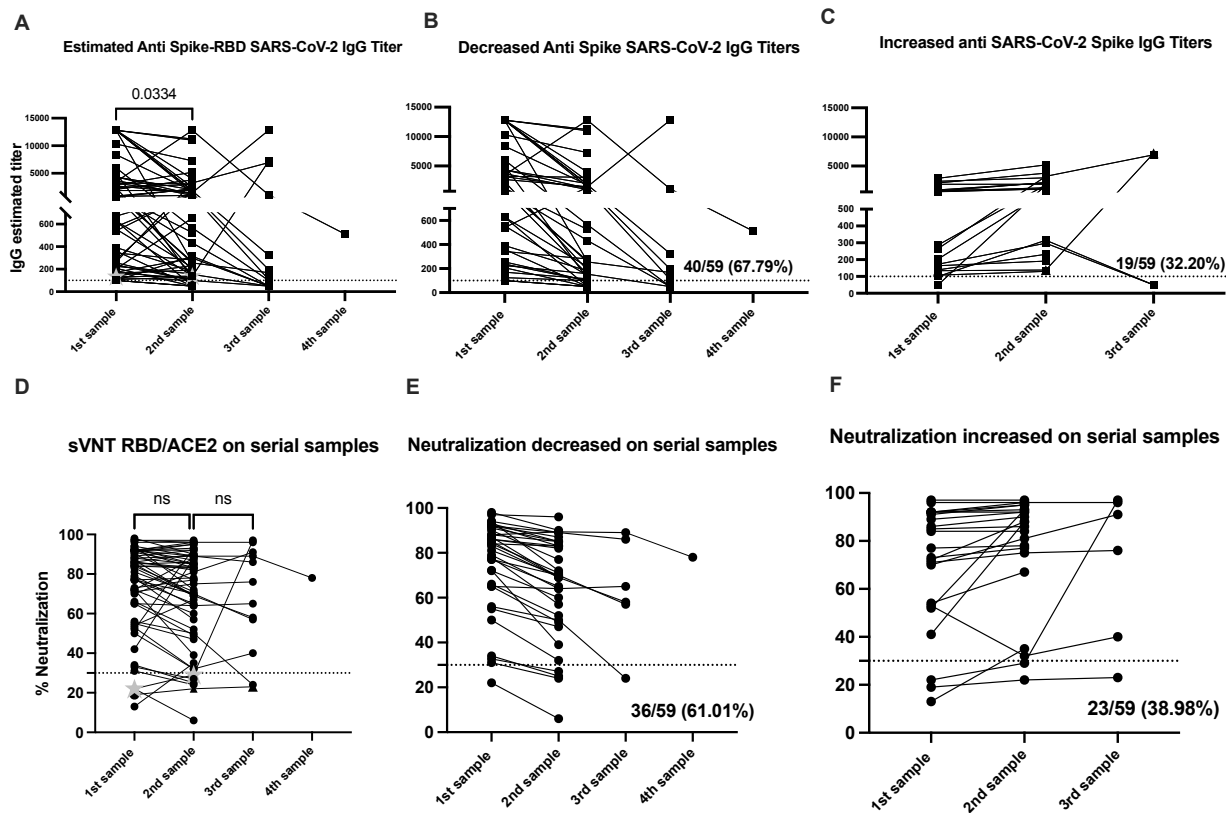 A
Estimated Anti Spike-RBD SARS-CoV-2 IgG Titer
0.0334
15000
10000
5000
600
400
200
0
IgG estimated titer
1st sample
2nd sample
3rd sample
4th sample
B
Decreased Anti Spike SARS-CoV-2 IgG Titers
15000
10000
5000
600
400
200
0
40/59 (67.79%)
1st sample
2nd sample
3rd sample
4th sample
C
Increased anti SARS-CoV-2 Spike IgG Titers
15000
10000
5000
500
400
300
200
100
0
19/59 (32.20%)
1st sample
2nd sample
3rd sample
D
sVNT RBD/ACE2 on serial samples
ns
ns
100
80
60
40
20
0
% Neutralization
1st sample
2nd sample
3rd sample
4th sample
E
Neutralization decreased on serial samples
100
80
60
40
20
0
36/59 (61.01%)
1st sample
2nd sample
3rd sample
4th sample
F
Neutralization increased on serial samples
100
80
60
40
20
0
23/59 (38.98%)
1st sample
2nd sample
3rd sample